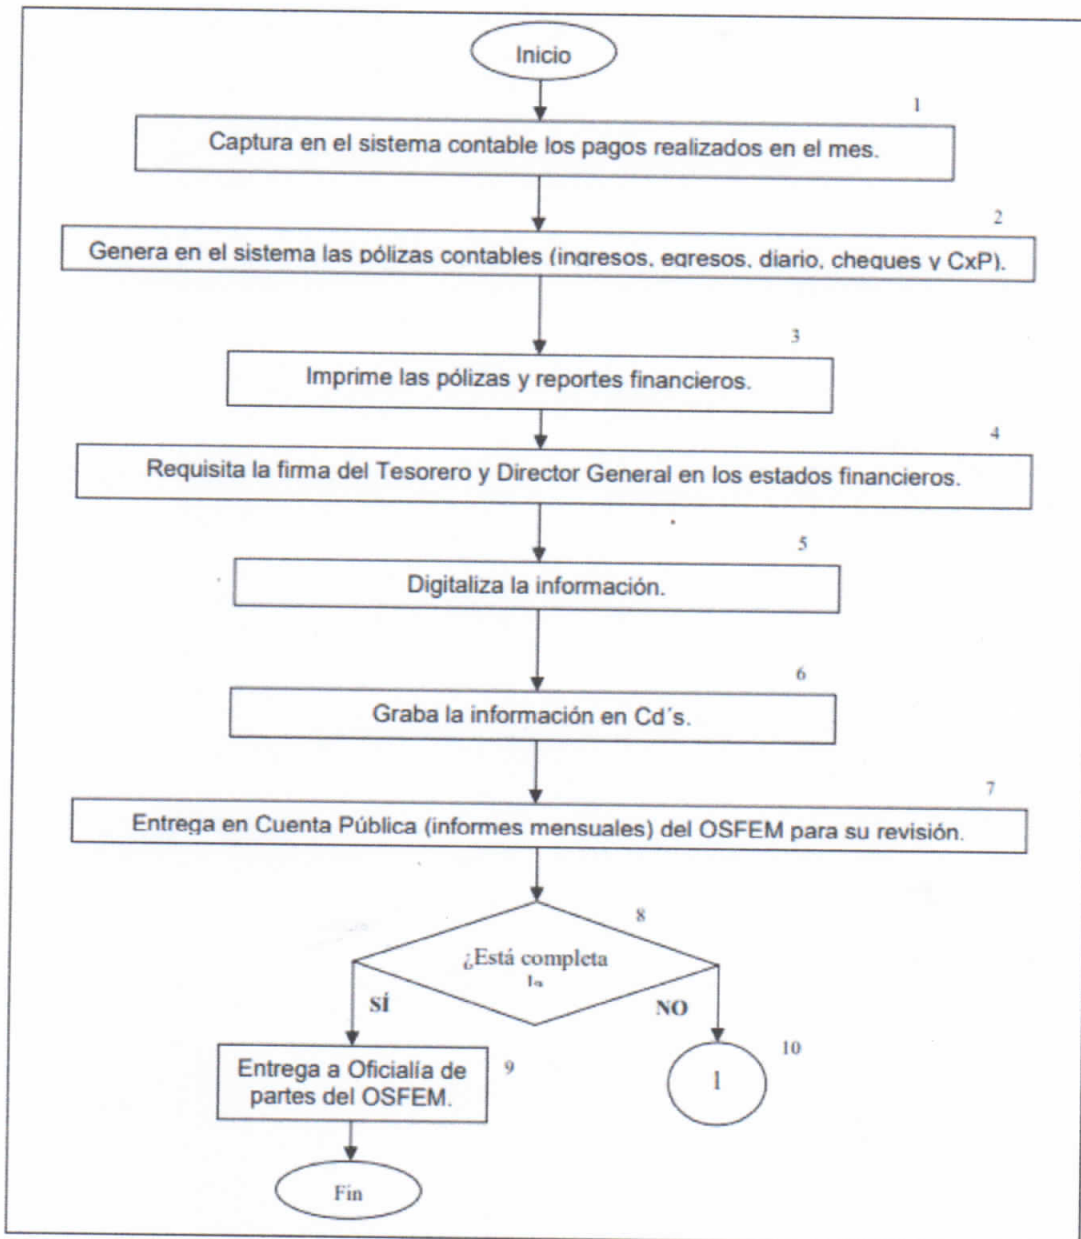 Inicio
1
Captura en el sistema contable los pagos realizados en el mes.
2
Genera en el sistema las pólizas contables (ingresos, egresos, diario, cheques y CxP).
3
Imprime las pólizas y reportes financieros.
4
Requisita la firma del Tesorero y Director General en los estados financieros.
5
Digitaliza la información.
6
Graba la información en Cd´s.
7
Entrega en Cuenta Pública (informes mensuales) del OSFEM para su revisión.
8
¿Está completa
la
SÍ
NO
10
Entrega a Oficialía de
9
1
partes del OSFEM.
Fin